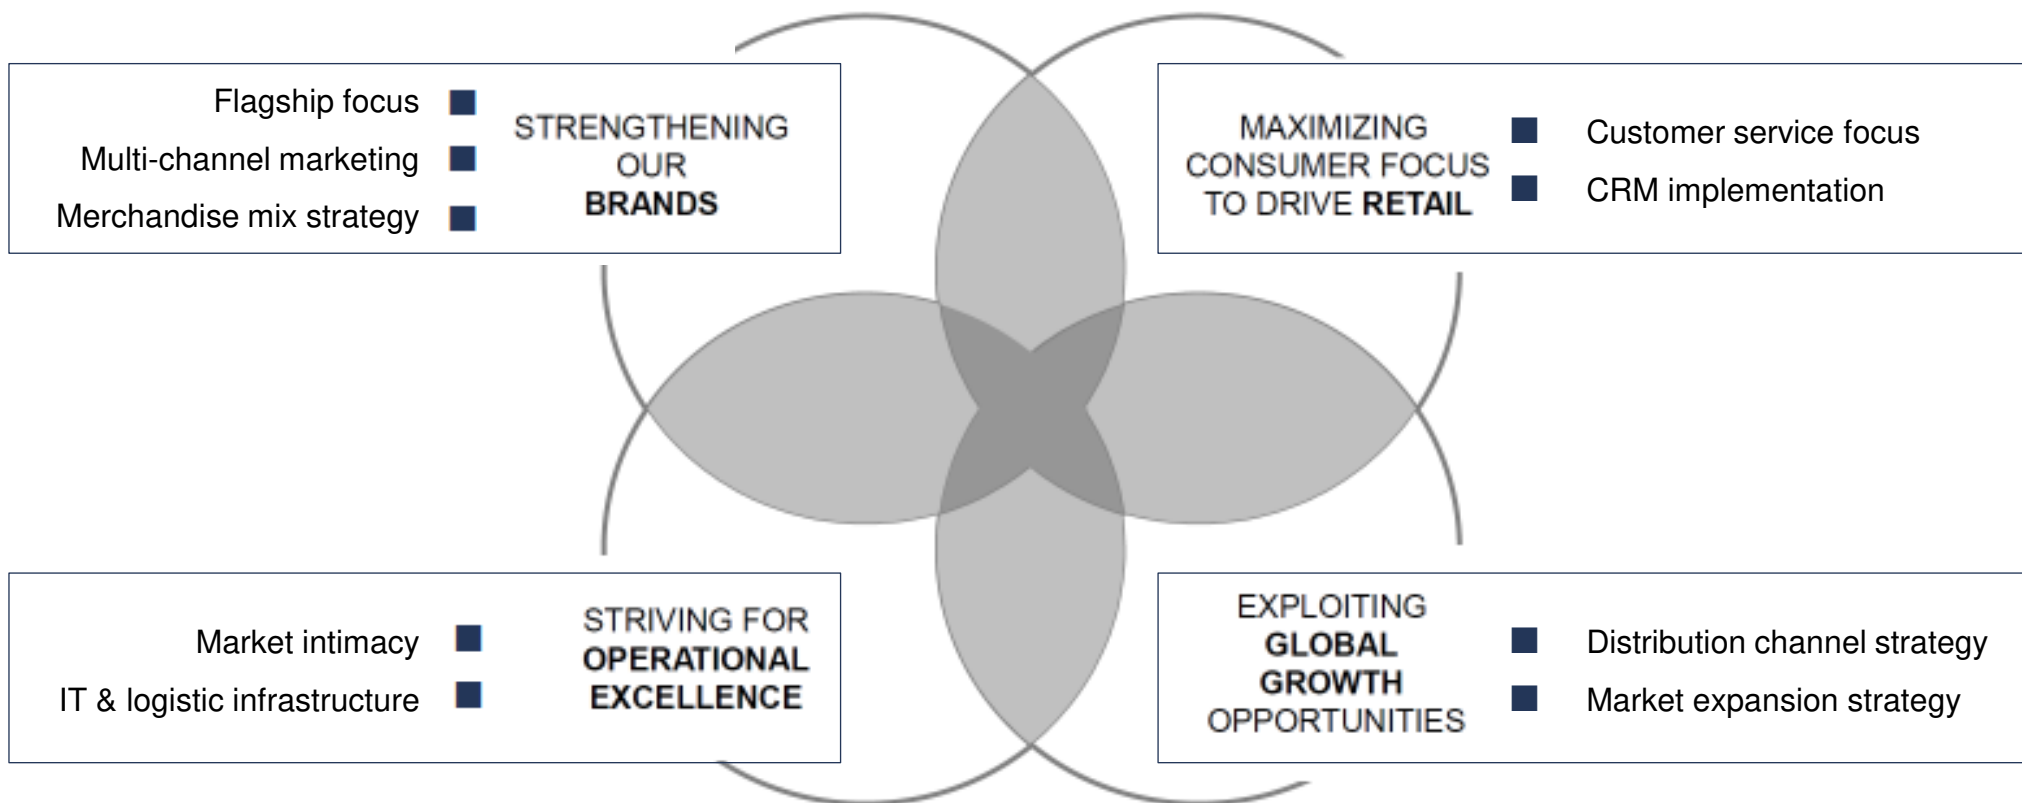 Flagship focus
Multi-channel marketing
Merchandise mix strategy
STRENGTHENING
OUR
BRANDS
MAXIMIZING
CONSUMER FOCUS
TO DRIVE RETAIL
Customer service focus
CRM implementation
Market intimacy
IT & logistic infrastructure
STRIVING FOR
OPERATIONAL
EXCELLENCE
EXPLOITING
GLOBAL
GROWTH
OPPORTUNITIES
Distribution channel strategy
Market expansion strategy